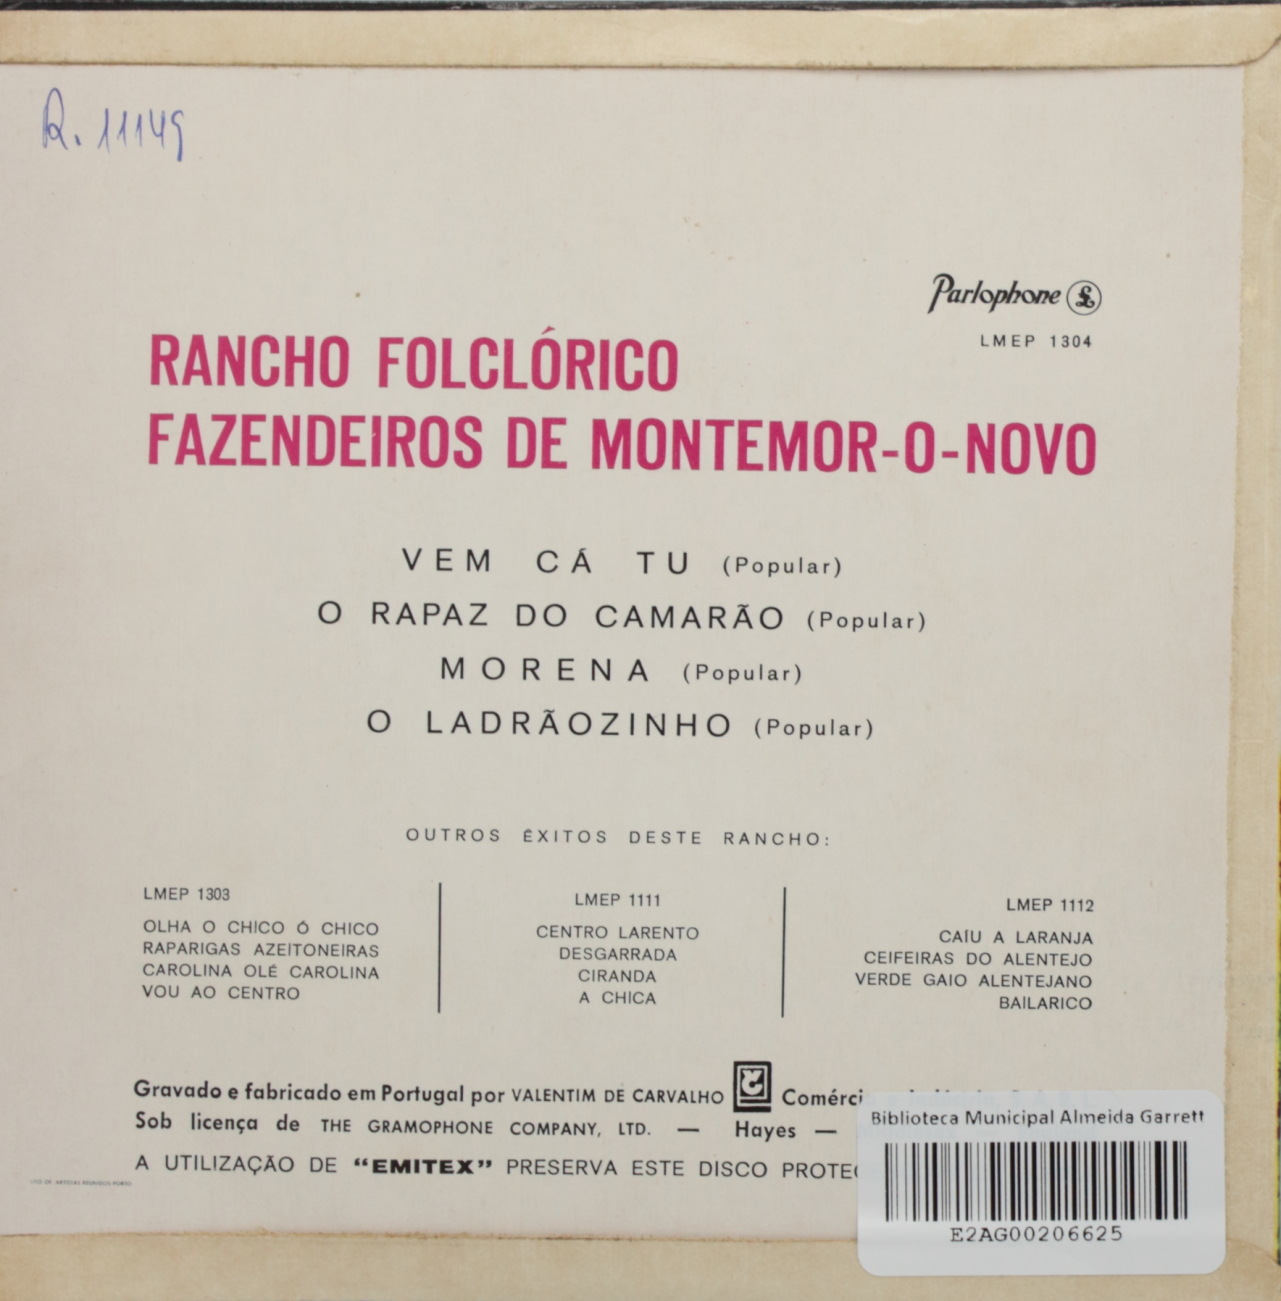 R. 11149
Parlophone
LMEP 1304
RANCHO FOLCLÓRICO
FAZENDEIROS DE MONTEMOR-O-NOVO
VEM CÁ TU (Popular)
O RAPAZ DO CAMARÃO (Popular)
MORENA (Popular)
O LADRÃOZINHO (Popular)
OUTROS ÊXITOS DESTE RANCHO:
LMEP 1303
OLHA O CHICO Ó CHICO
RAPARIGAS AZEITONEIRAS
CAROLINA OLÉ CAROLINA
VOU AO CENTRO
LMEP 1111
CENTRO LARENTO
DESGARRADA
CIRANDA
A CHICA
LMEP 1112
CAÍU A LARANJA
CEIFEIRAS DO ALENTEJO
VERDE GAIO ALENTEJANO
BAILARICO
Gravado e fabricado em Portugal por VALENTIM DE CARVALHO
Sob licença de THE GRAMOPHONE COMPANY, LTD. — Hayes —
A UTILIZAÇÃO DE “EMITEX” PRESERVA ESTE DISCO
Biblioteca Municipal Almeida Garrett
E2AG00206625